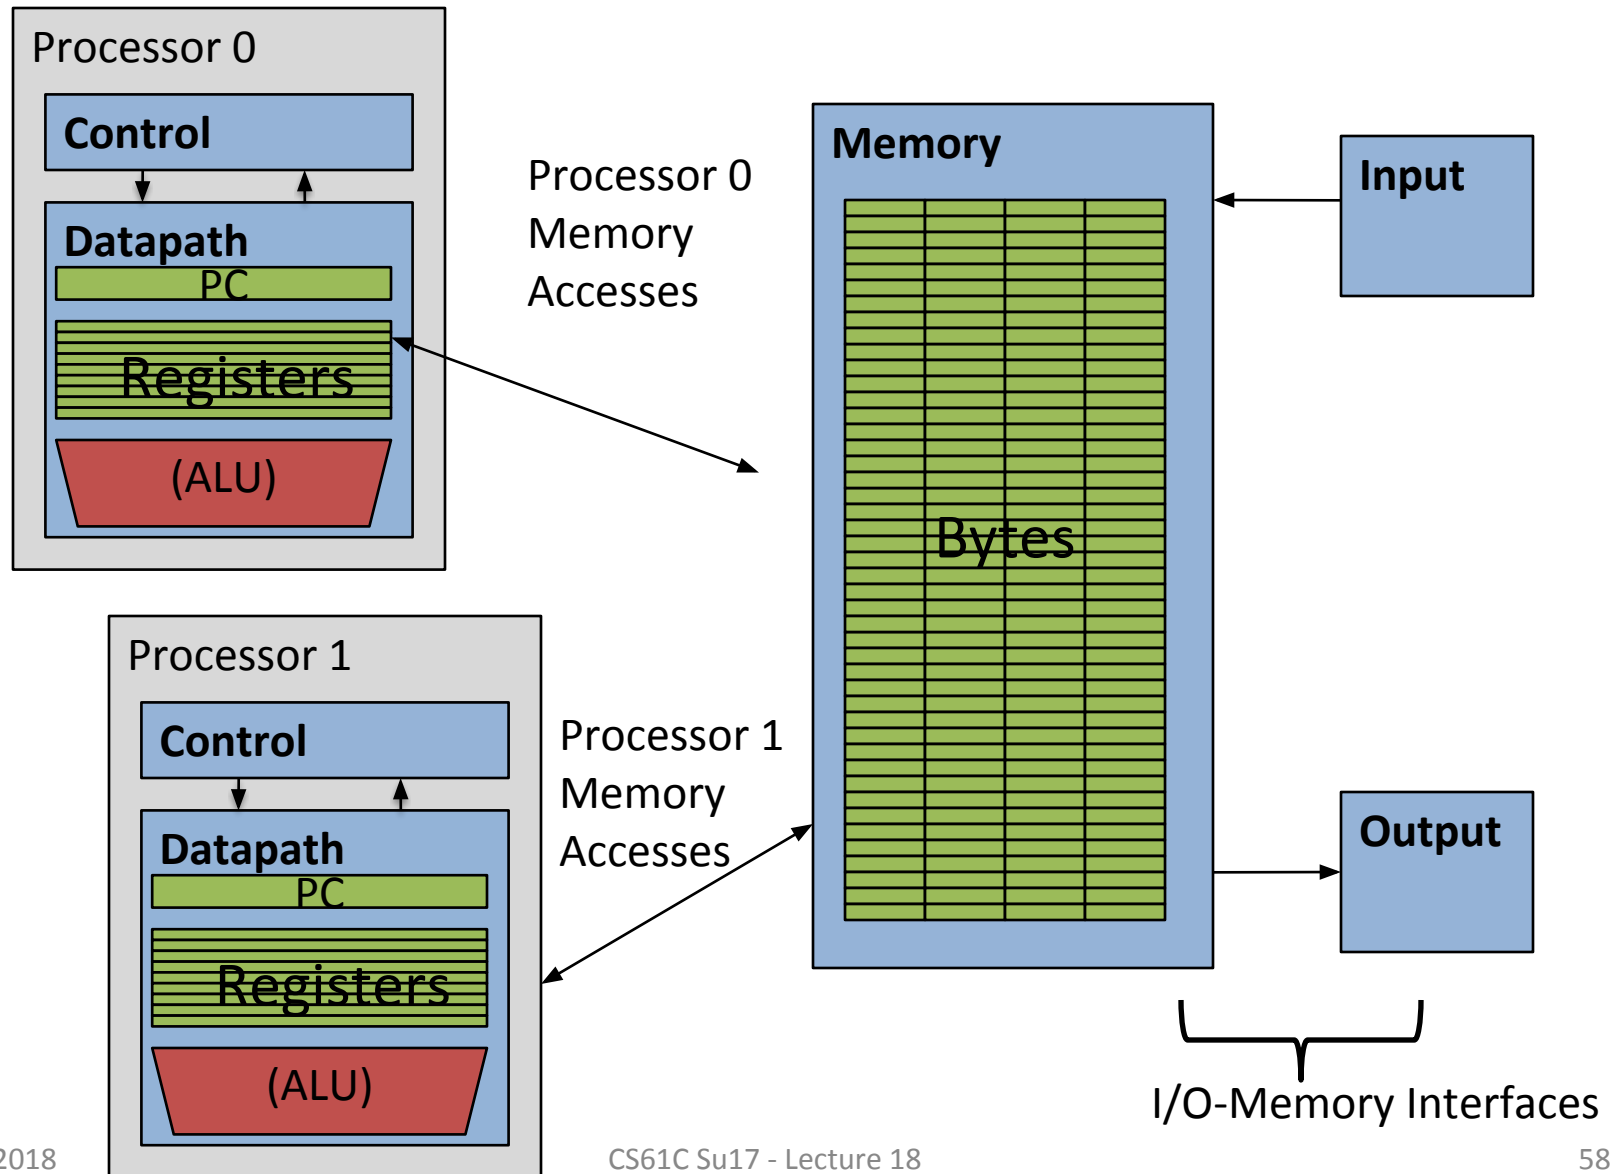 Processor 0
Control
Datapath
PC
Registers
(ALU)
Processor 0
Memory
Accesses
Memory
Bytes
Input
Processor 1
Control
Datapath
PC
Registers
(ALU)
Processor 1
Memory
Accesses
Output
I/O-Memory Interfaces
2018
CS61C Su17 - Lecture 18
58